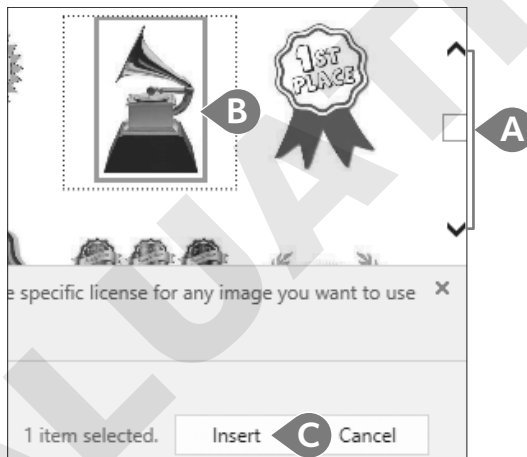 1ST
PLACE
B
A
e specific license for any image you want to use ×
1 item selected. Insert C Cancel